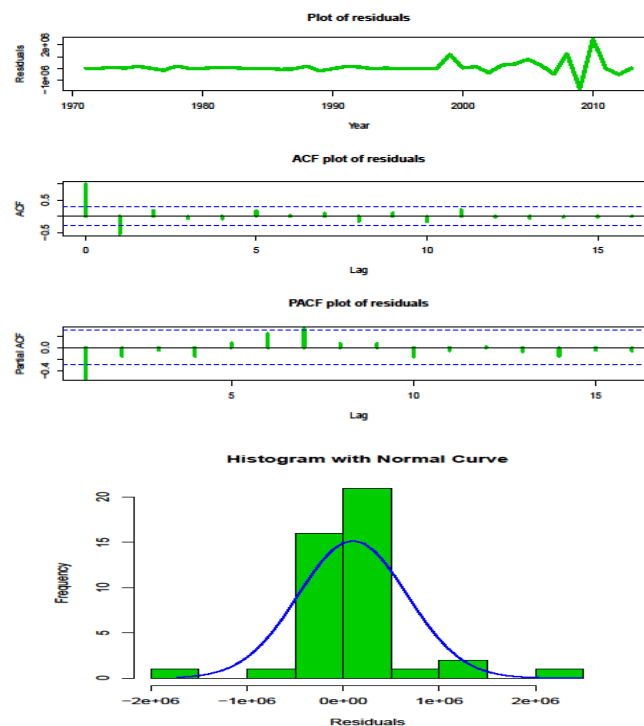 Plot of residuals
Residuals
−1e+06
2e+06
1970
1980
1990
2000
2010
Year
ACF plot of residuals
ACF
−0.5
0.5
0
5
10
15
Lag
PACF plot of residuals
Partial ACF
−0.4
0.0
5
10
15
Lag
Histogram with Normal Curve
Frequency
0
5
10
15
20
−2e+06
−1e+06
0e+00
1e+06
2e+06
Residuals